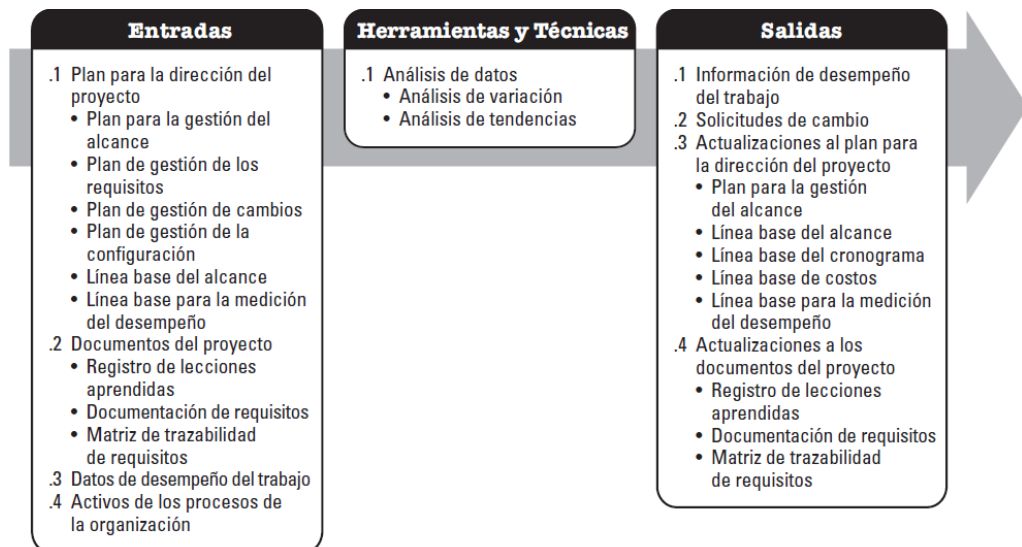 Entradas
.1 Plan para la dirección del
proyecto
• Plan para la gestión del
alcance
• Plan de gestión de los
requisitos
• Plan de gestión de cambios
• Plan de gestión de la
configuración
• Línea base del alcance
• Línea base para la medición
del desempeño
.2 Documentos del proyecto
• Registro de lecciones
aprendidas
• Documentación de requisitos
• Matriz de trazabilidad
de requisitos
.3 Datos de desempeño del trabajo
.4 Activos de los procesos de
la organización
Herramientas y Técnicas
.1 Análisis de datos
• Análisis de variación
• Análisis de tendencias
Salidas
.1 Información de desempeño
del trabajo
.2 Solicitudes de cambio
.3 Actualizaciones al plan para
la dirección del proyecto
• Plan para la gestión
del alcance
• Línea base del alcance
• Línea base del cronograma
• Línea base de costos
• Línea base para la medición
del desempeño
.4 Actualizaciones a los
documentos del proyecto
• Registro de lecciones
aprendidas
• Documentación de requisitos
• Matriz de trazabilidad
de requisitos